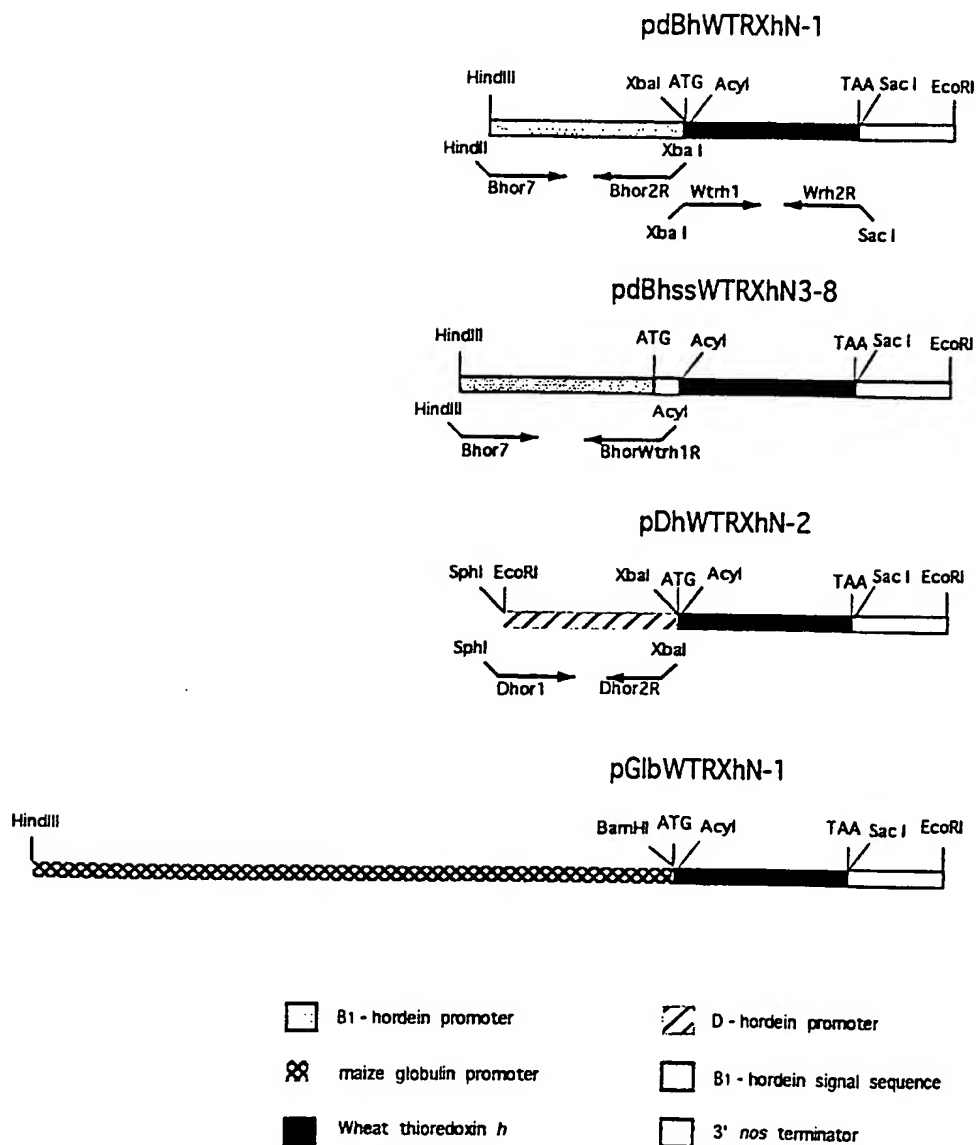 pdBhWTRXhN-1
HindIII XbaI ATG AcyI TAA Sac I EcoRI
HindII Xba I
Bhor7 Bhor2R Wtrh1 Wrh2R
Xba I Sac I
pdBhssWTRXhN3-8
HindIII ATG AcyI TAA Sac I EcoRI
HindIII AcyI
Bhor7 BhorWtrh1R
pDhWTRXhN-2
SphI EcoRI XbaI ATG AcyI TAA Sac I EcoRI
SphI XbaI
Dhor1 Dhor2R
pGlbWTRXhN-1
HindIII BamHI ATG AcyI TAA Sac I EcoRI
B1 - hordein promoter D - hordein promoter
maize globulin promoter B1 - hordein signal sequence
Wheat thioredoxin h 3' nos terminator